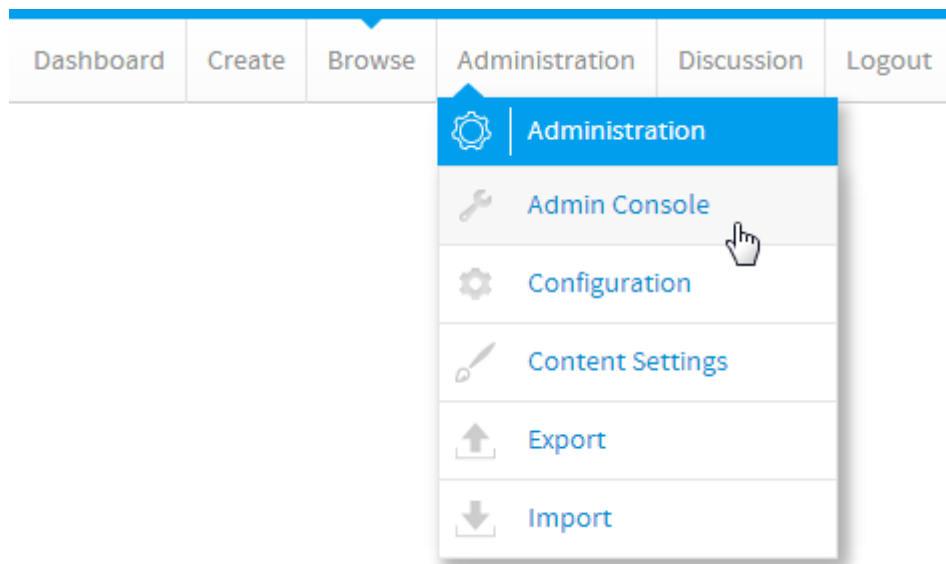 Dashboard Create Browse Administration Discussion Logout
Administration
Admin Console
Configuration
Content Settings
Export
Import